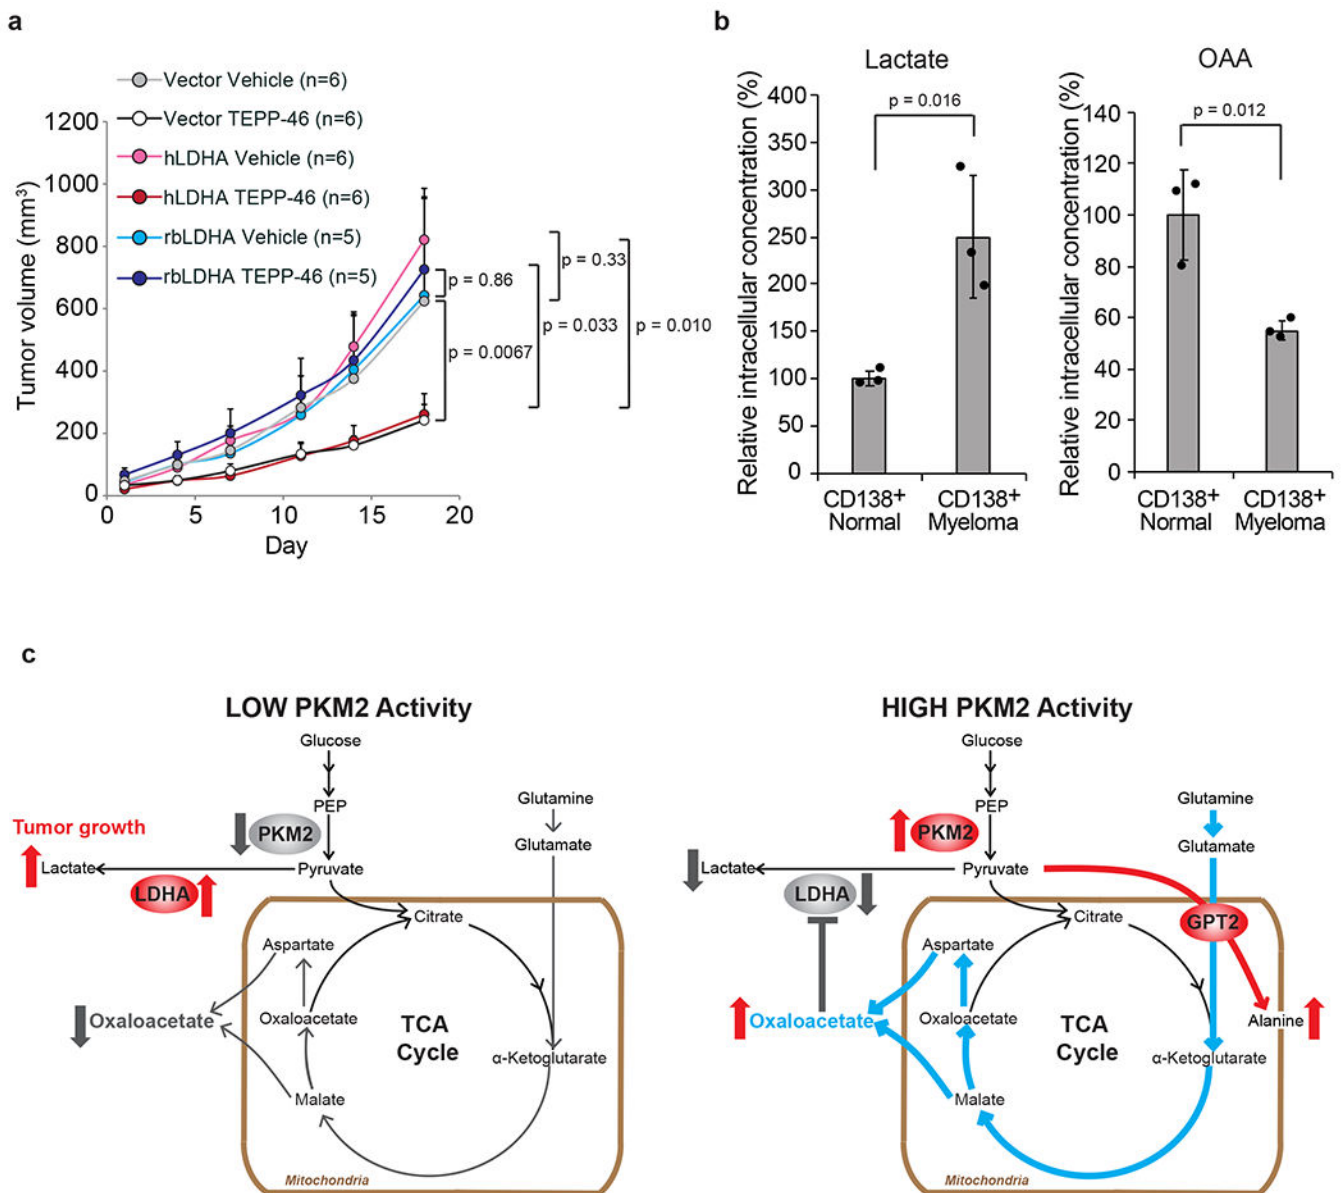 a
Vector Vehicle (n=6)
Vector TEPP-46 (n=6)
hLDHA Vehicle (n=6)
hLDHA TEPP-46 (n=6)
rbLDHA Vehicle (n=5)
rbLDHA TEPP-46 (n=5)
Tumor volume (mm³)
1200
1000
800
600
400
200
0
0
5
10
15
20
Day
p = 0.86
p = 0.0067
p = 0.033
p = 0.33
p = 0.010
b
Lactate
Relative intracellular concentration (%)
400
350
300
250
200
150
100
50
0
p = 0.016
CD138+
Normal
CD138+
Myeloma
OAA
Relative intracellular concentration (%)
140
120
100
80
60
40
20
0
p = 0.012
CD138+
Normal
CD138+
Myeloma
c
LOW PKM2 Activity
Glucose
PEP
PKM2
Glutamine
Glutamate
Tumor growth
Lactate
LDHA
Pyruvate
Citrate
Aspartate
Oxaloacetate
Oxaloacetate
TCA
Cycle
α-Ketoglutarate
Malate
Mitochondria
HIGH PKM2 Activity
Glucose
PEP
PKM2
Glutamine
Glutamate
Lactate
LDHA
Pyruvate
Citrate
GPT2
Aspartate
Oxaloacetate
Oxaloacetate
TCA
Cycle
Alanine
α-Ketoglutarate
Malate
Mitochondria